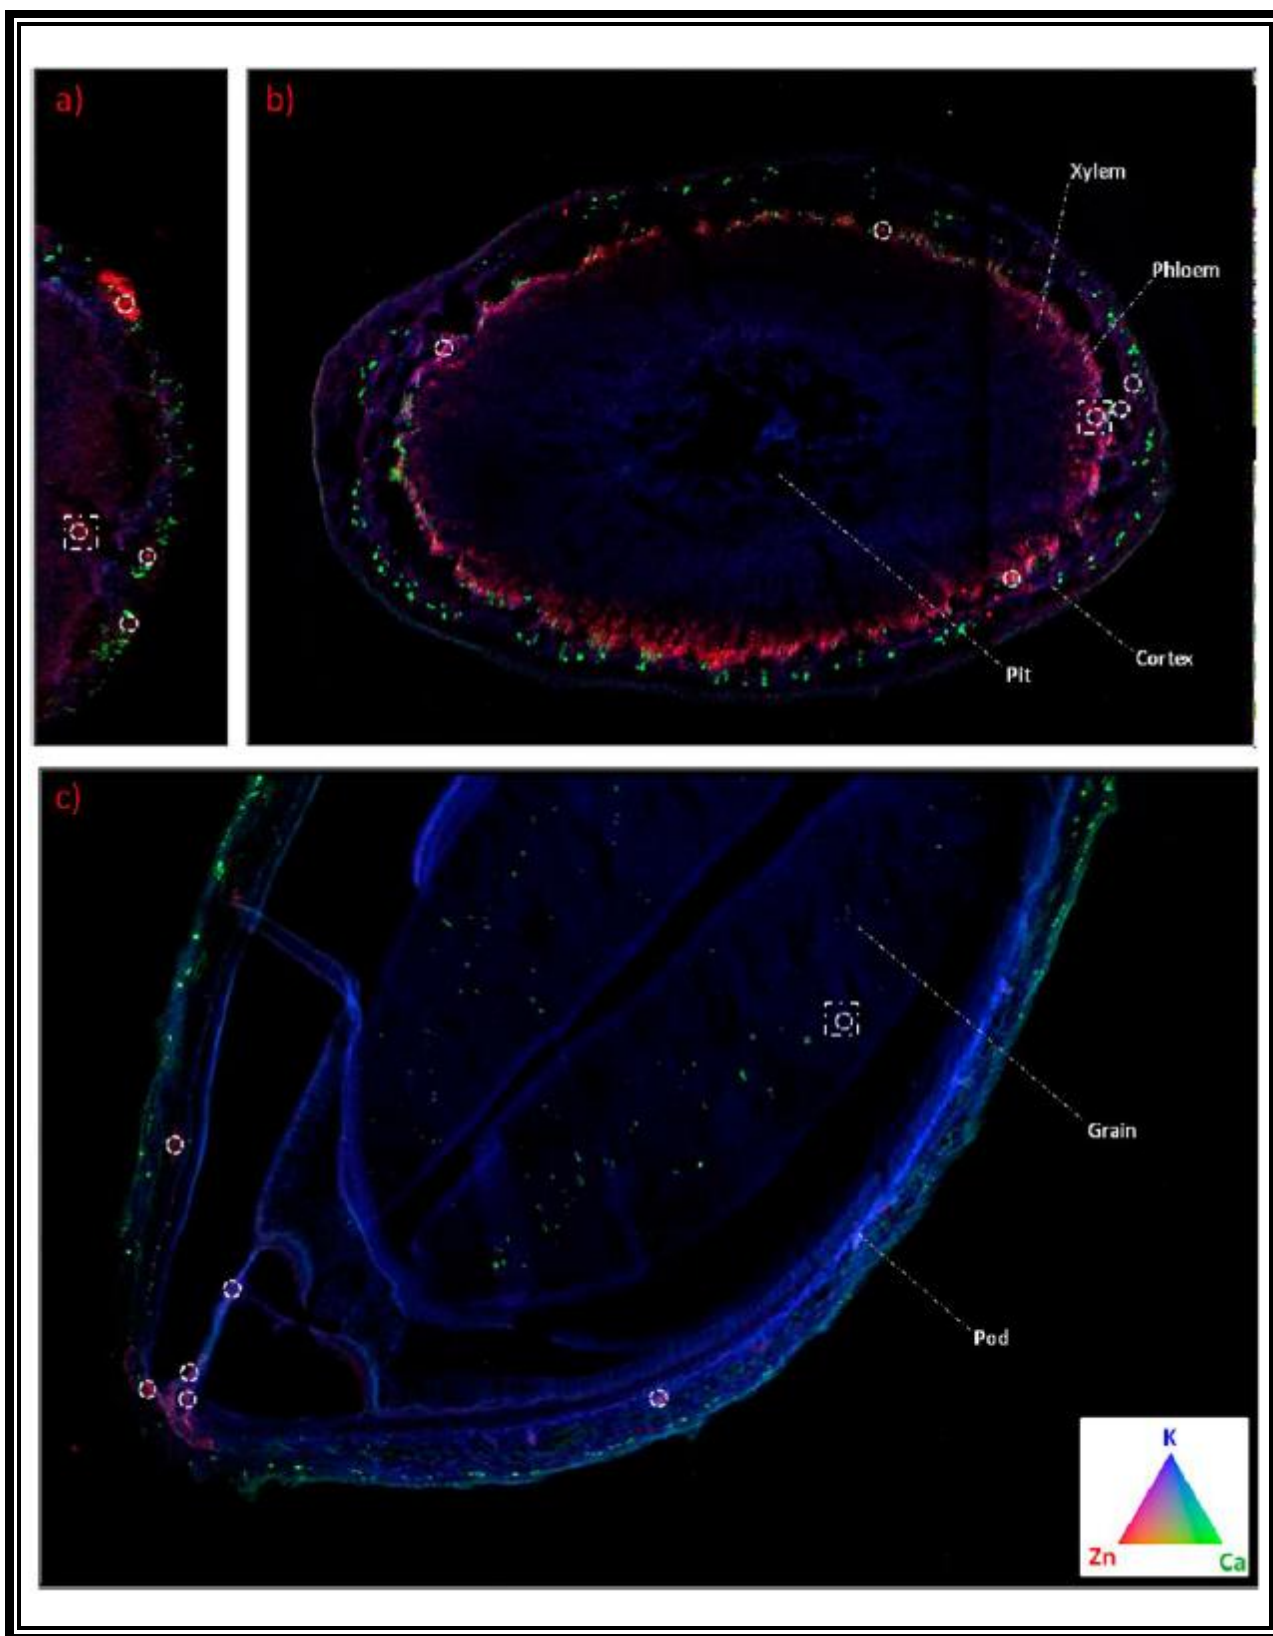 a)
b)
Xylem
Phloem
Cortex
Pit
c)
Grain
Pod
K
Zn
Ca